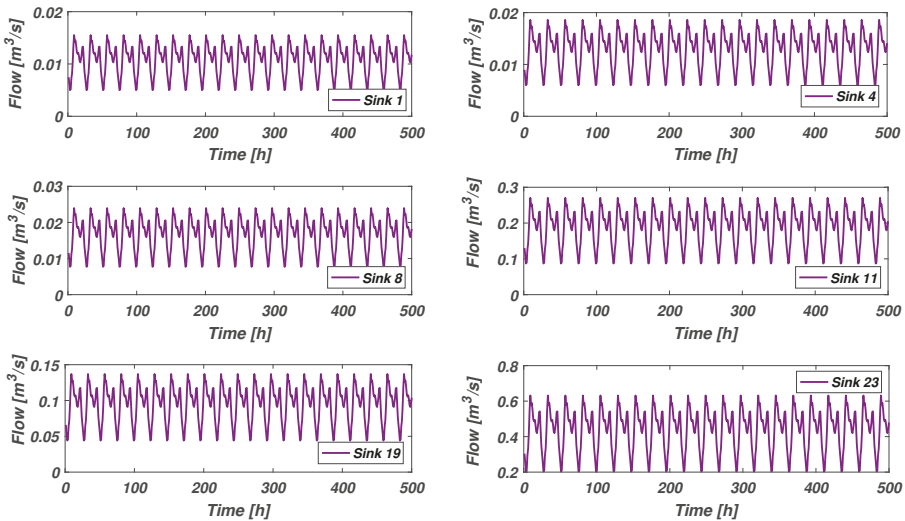 0.02
0.01
0
Flow [m³/s]
Sink 1
0 100 200 300 400 500
Time [h]
0.02
0.01
0
Flow [m³/s]
Sink 4
0 100 200 300 400 500
Time [h]
0.03
0.02
0.01
0
Flow [m³/s]
Sink 8
0 100 200 300 400 500
Time [h]
0.3
0.2
0.1
0
Flow [m³/s]
Sink 11
0 100 200 300 400 500
Time [h]
0.15
0.1
0.05
0
Flow [m³/s]
Sink 19
0 100 200 300 400 500
Time [h]
0.8
0.6
0.4
0.2
Flow [m³/s]
Sink 23
0 100 200 300 400 500
Time [h]